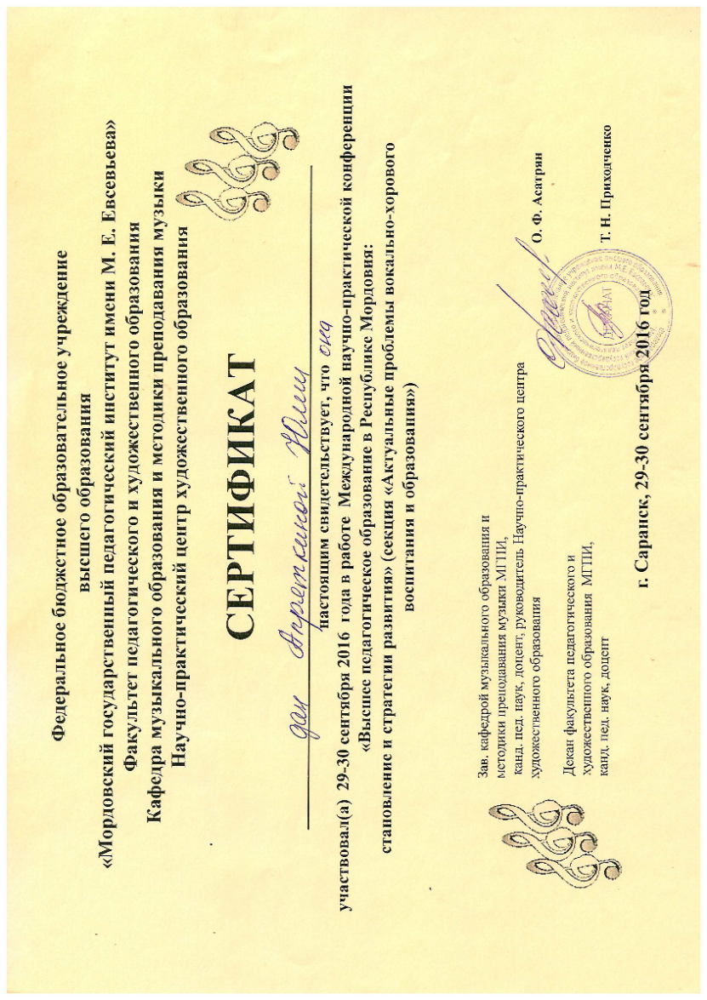 Федеральное бюджетное образовательное учреждение
высшего образования
«Мордовский государственный педагогический институт имени М. Е. Евсевьева»
Факультет педагогического и художественного образования
Кафедра музыкального образования и методики преподавания музыки
Научно-практический центр художественного образования
СЕРТИФИКАТ
дан Апреткиной Юлии
настоящим свидетельствует, что она
участвовал(а) 29-30 сентября 2016 года в работе Международной научно-практической конференции
«Высшее педагогическое образование в Республике Мордовия:
становление и стратегии развития» (секция «Актуальные проблемы вокально-хорового
воспитания и образования»)
Зав. кафедрой музыкального образования и
методики преподавания музыки МГПИ,
канд. пед. наук, доцент, руководитель Научно-практического центра
художественного образования
О. Ф. Асатрян
Декан факультета педагогического и
художественного образования МГПИ,
канд. пед. наук, доцент
Т. Н. Приходченко
ДЕКАНАТ
г. Саранск, 29-30 сентября 2016 год